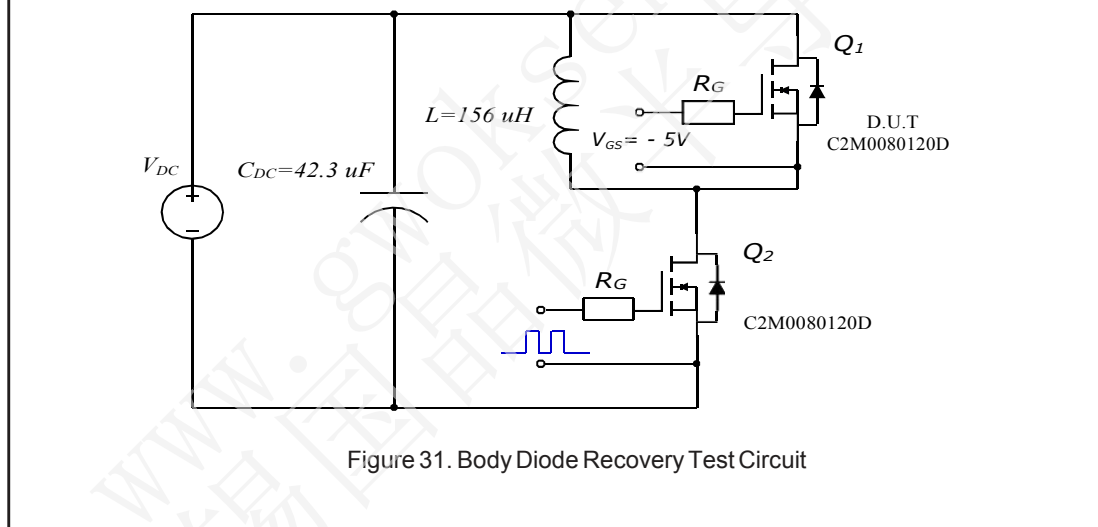 Q1
RG
L=156 uH
VGS= - 5V
D.U.T
C2M0080120D
VDC
CDC=42.3 uF
Q2
RG
C2M0080120D
Figure 31. Body Diode Recovery Test Circuit